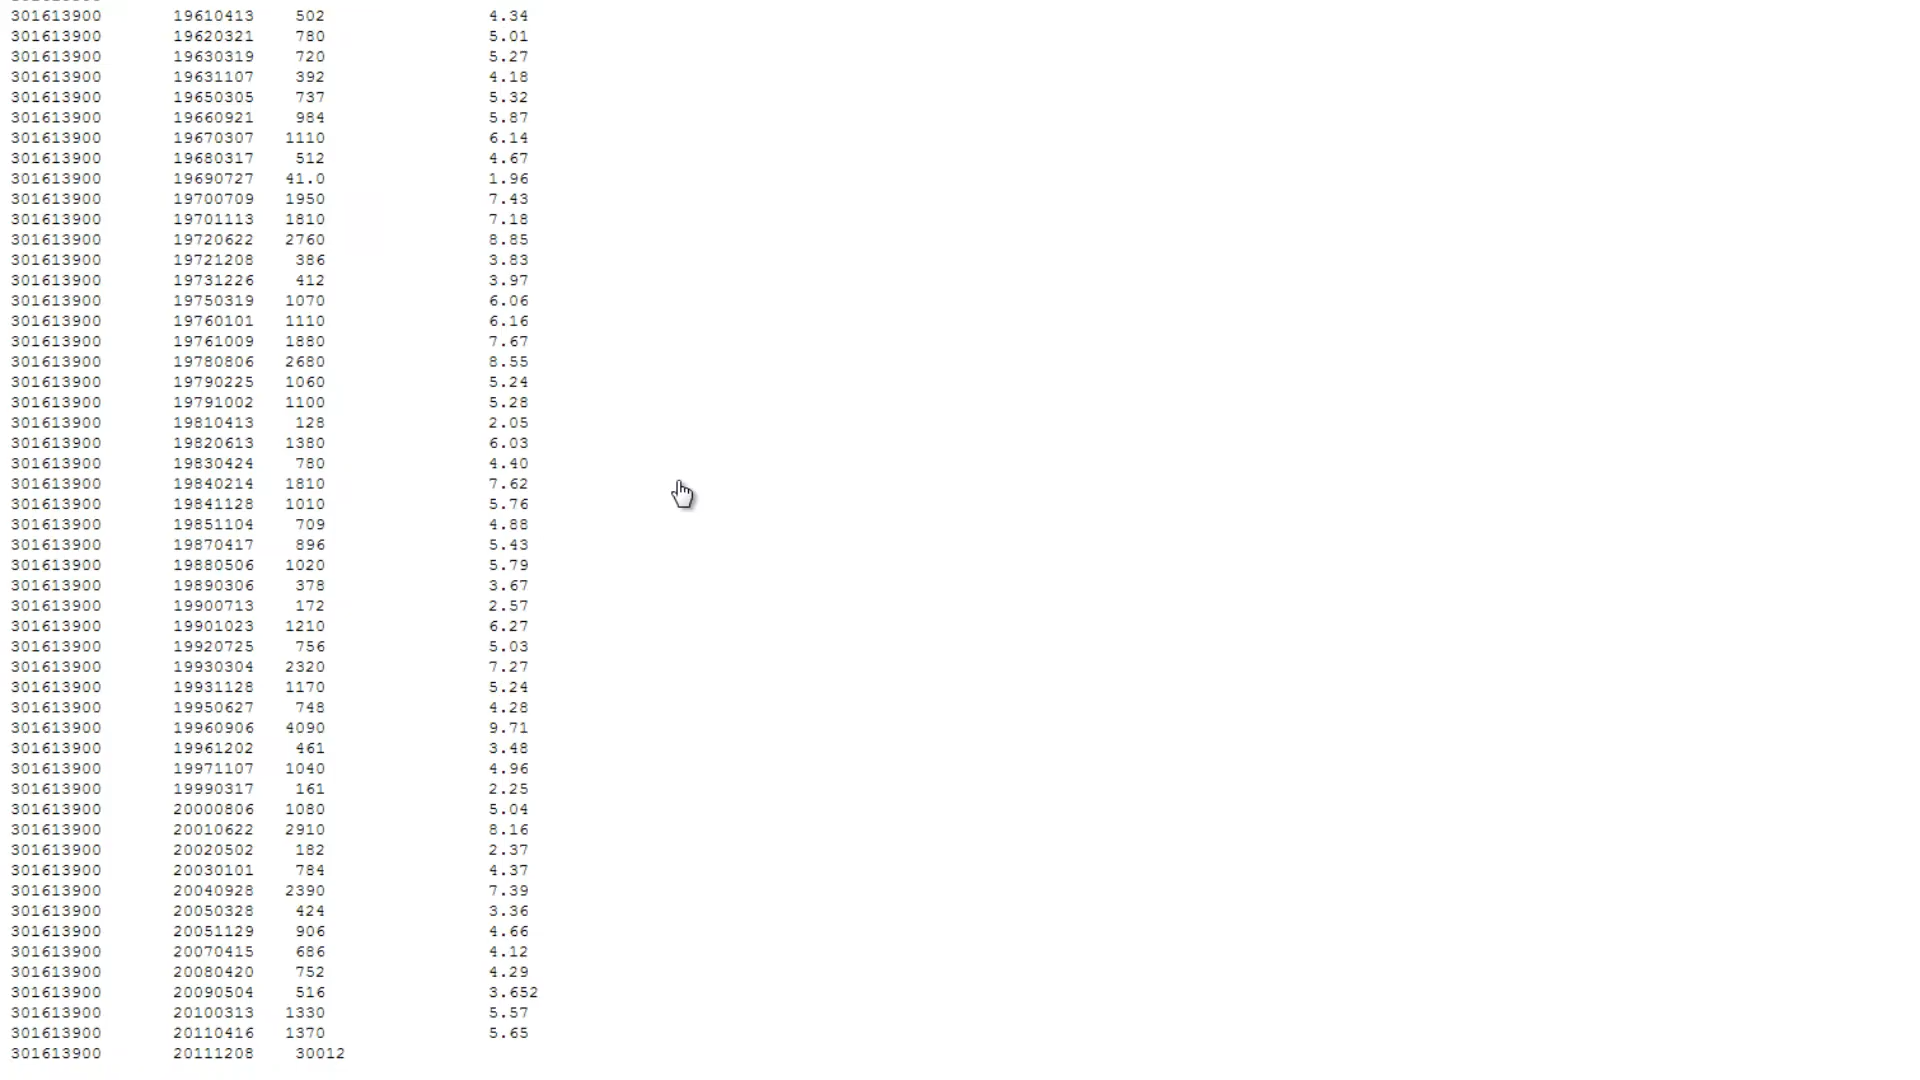 301613900 19610413 502 4.34
301613900 19620321 780 5.01
301613900 19630319 720 5.27
301613900 19631107 392 4.18
301613900 19650305 737 5.32
301613900 19660921 984 5.87
301613900 19670307 1110 6.14
301613900 19680317 512 4.67
301613900 19690727 41.0 1.96
301613900 19700709 1950 7.43
301613900 19701113 1810 7.18
301613900 19720622 2760 8.85
301613900 19721208 386 3.83
301613900 19731226 412 3.97
301613900 19750319 1070 6.06
301613900 19760101 1110 6.16
301613900 19761009 1880 7.67
301613900 19780806 2680 8.55
301613900 19790225 1060 5.24
301613900 19791002 1100 5.28
301613900 19810413 128 2.05
301613900 19820613 1380 6.03
301613900 19830424 780 4.40
301613900 19840214 1810 7.62
301613900 19841128 1010 5.76
301613900 19851104 709 4.88
301613900 19870417 896 5.43
301613900 19880506 1020 5.79
301613900 19890306 378 3.67
301613900 19900713 172 2.57
301613900 19901023 1210 6.27
301613900 19920725 756 5.03
301613900 19930304 2320 7.27
301613900 19931128 1170 5.24
301613900 19950627 748 4.28
301613900 19960906 4090 9.71
301613900 19961202 461 3.48
301613900 19971107 1040 4.96
301613900 19990317 161 2.25
301613900 20000806 1080 5.04
301613900 20010622 2910 8.16
301613900 20020502 182 2.37
301613900 20030101 784 4.37
301613900 20040928 2390 7.39
301613900 20050328 424 3.36
301613900 20051129 906 4.66
301613900 20070415 686 4.12
301613900 20080420 752 4.29
301613900 20090504 516 3.652
301613900 20100313 1330 5.57
301613900 20110416 1370 5.65
301613900 20111208 30012